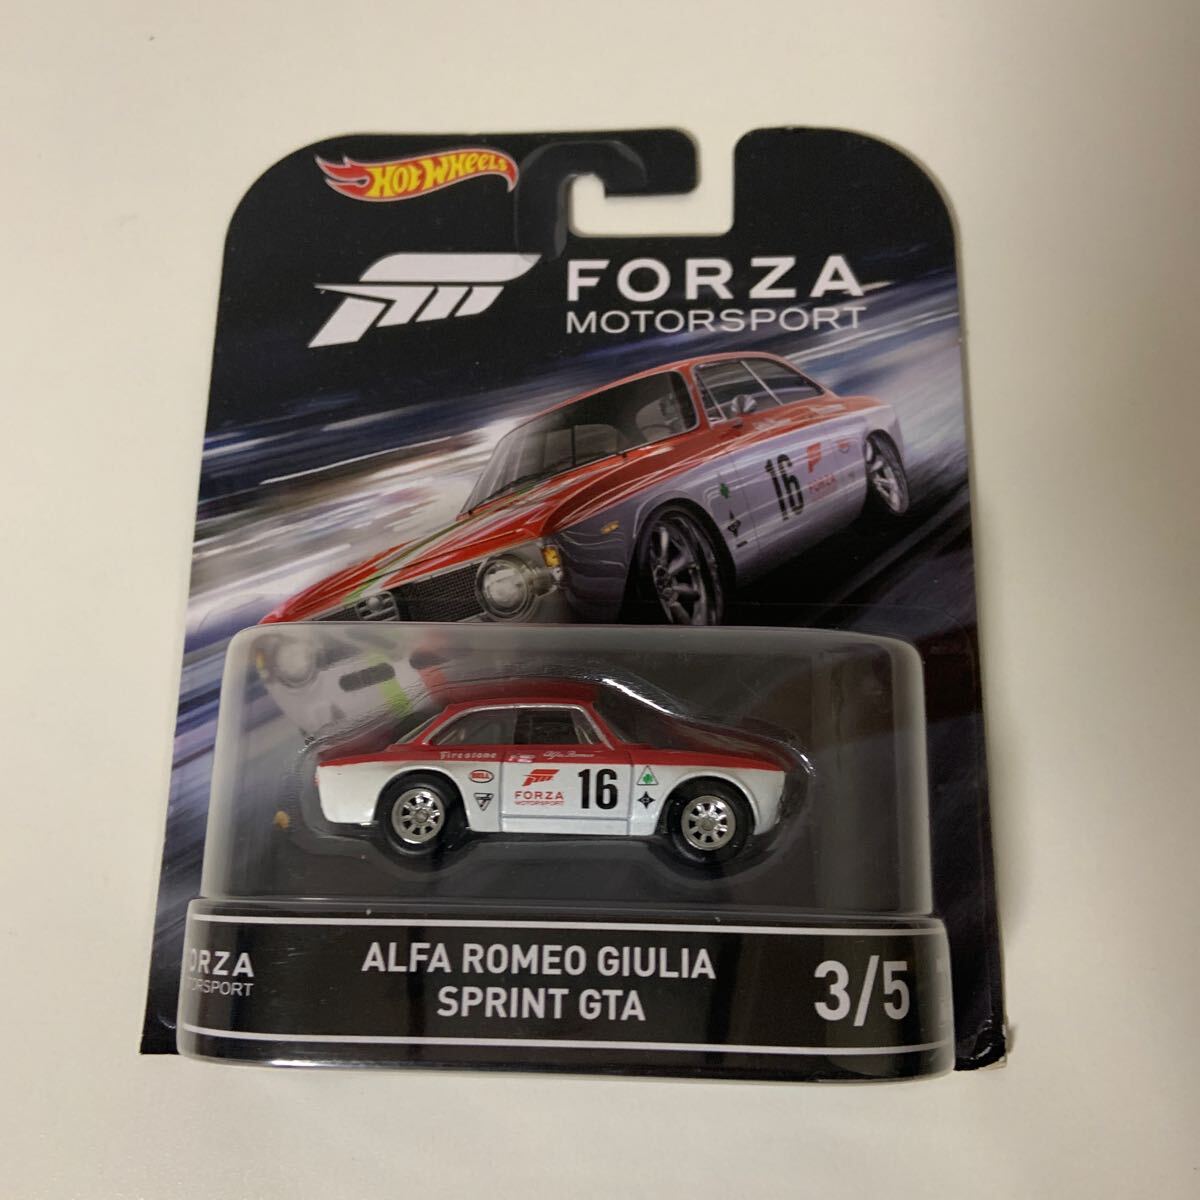 HOT WHEELS
FORZA
MOTORSPORT
16
FORZA
Firestone
Alfa Romeo
BELL
FORZA
MOTORSPORT
16
ORZA
TORSPORT
ALFA ROMEO GIULIA
SPRINT GTA
3/5